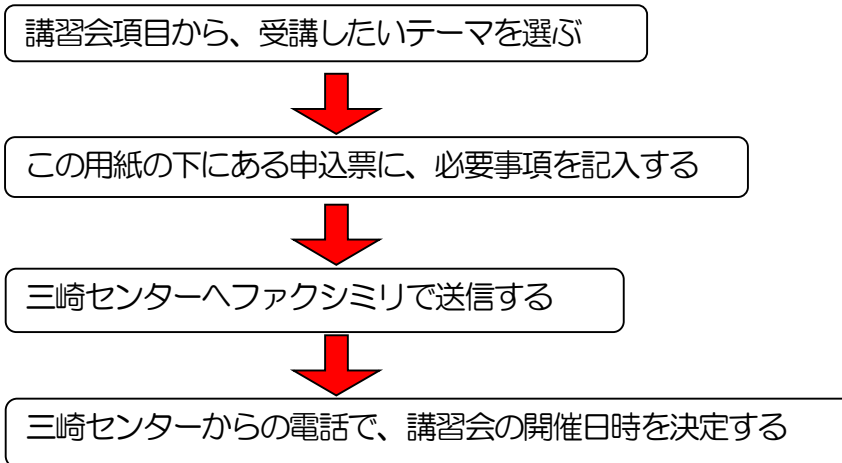 講習会項目から、受講したいテーマを選ぶ
この用紙の下にある申込票に、必要事項を記入する
三崎センターへファクシミリで送信する
三崎センターからの電話で、講習会の開催日時を決定する